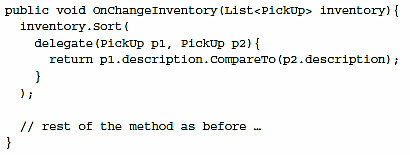 public void OnChangeInventory(List<PickUp> inventory){
  inventory.Sort(
    delegate(PickUp p1, PickUp p2){
      return p1.description.CompareTo(p2.description);
    }
  );

  // rest of the method as before …
}